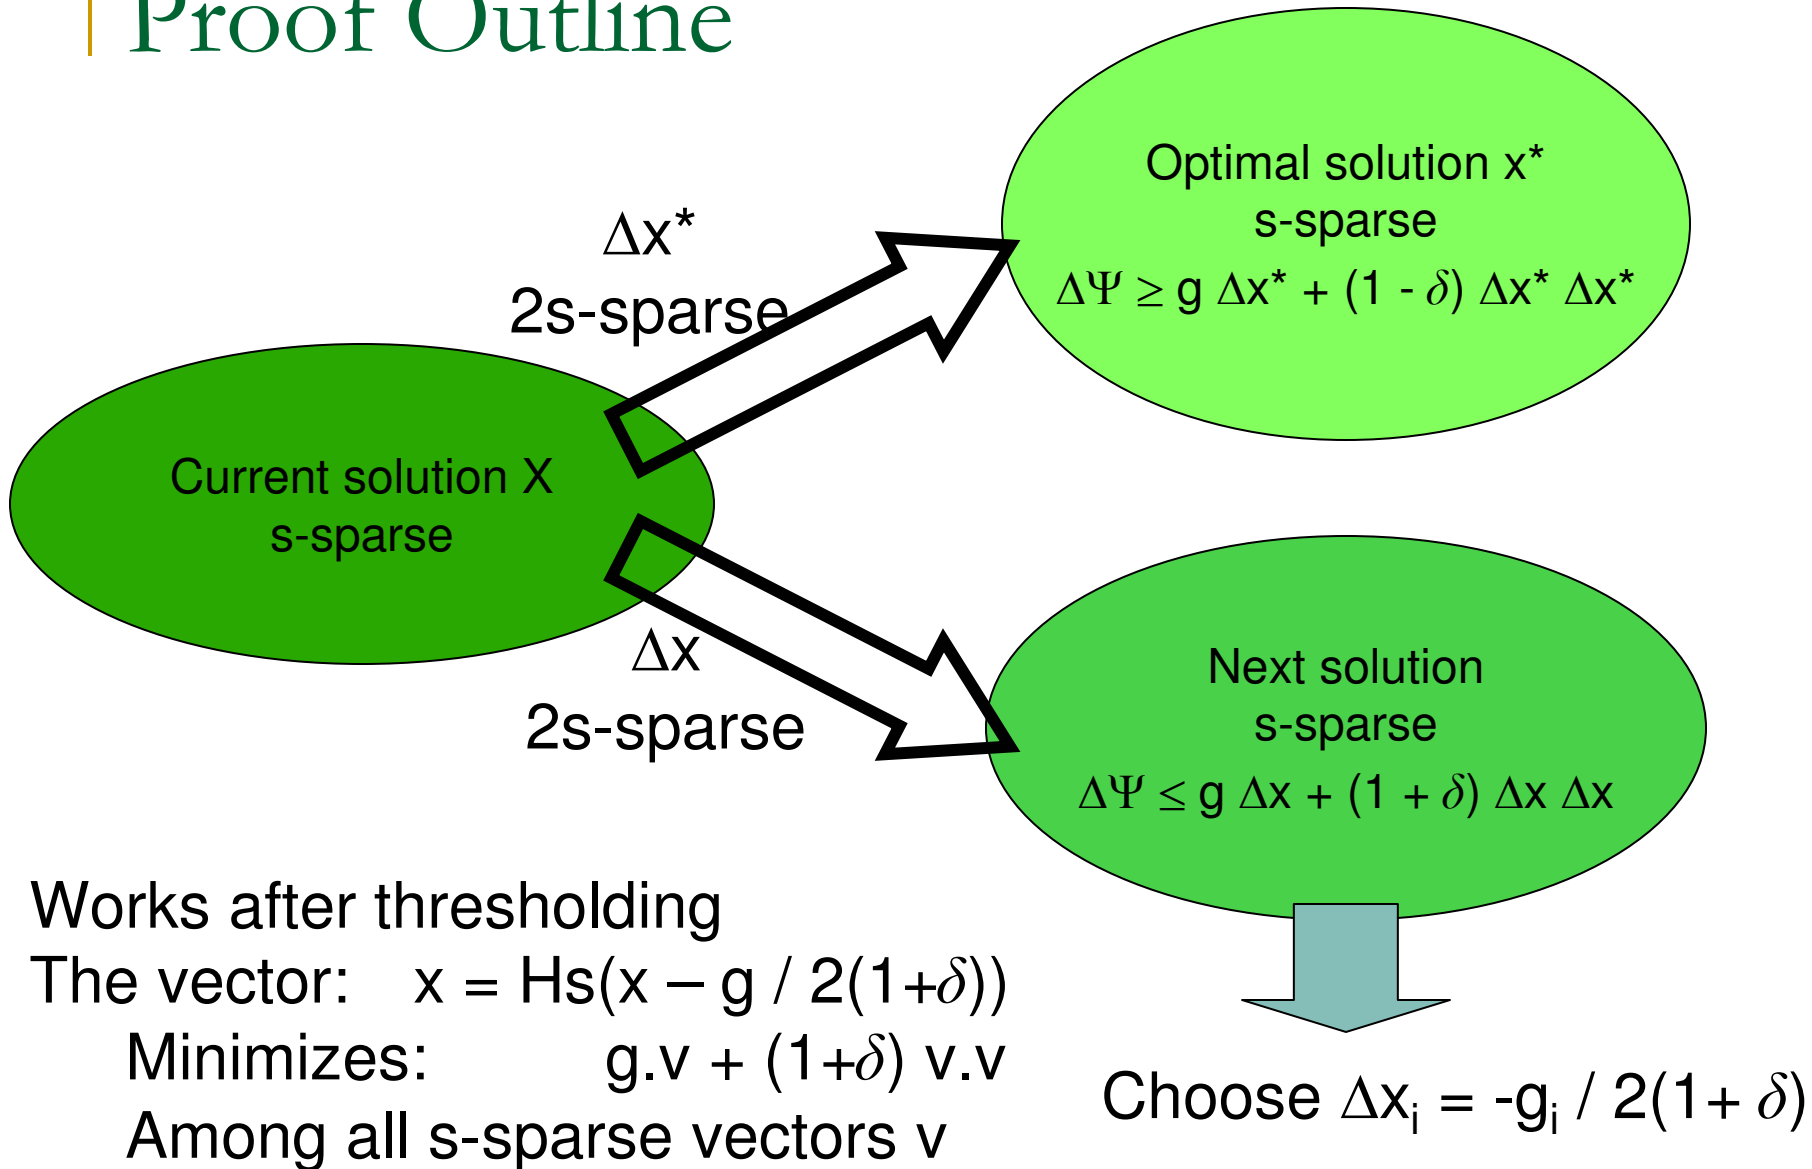 Proof Outline
Optimal solution x*
s-sparse
ΔΨ ≥ g Δx* + (1 - δ) Δx* Δx*
Δx*
2s-sparse
Current solution X
s-sparse
Δx
2s-sparse
Next solution
s-sparse
ΔΨ ≤ g Δx + (1 + δ) Δx Δx
Works after thresholding
The vector: x = Hs(x – g / 2(1+δ))
Minimizes: g.v + (1+δ) v.v
Among all s-sparse vectors v
Choose Δxᵢ = -gᵢ / 2(1+ δ)